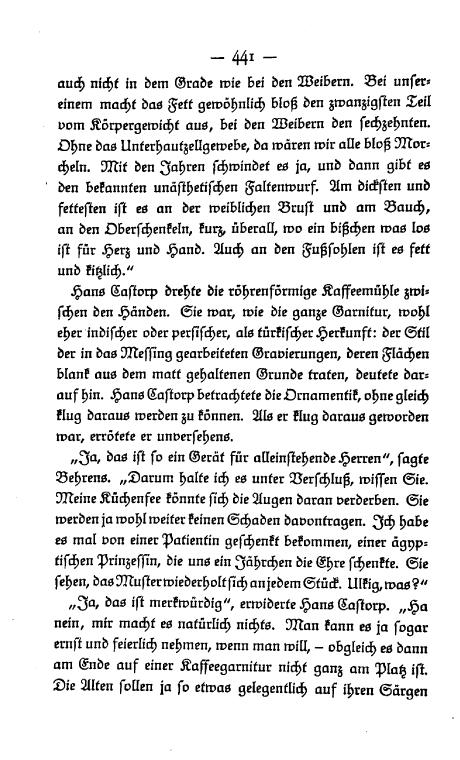 — 441 —
auch nicht in dem Grade wie bei den Weibern. Bei unser-
einem macht das Fett gewöhnlich bloß den zwanzigsten Teil
vom Körpergewicht aus, bei den Weibern den sechzehnten.
Ohne das Unterhautzellgewebe, da wären wir alle bloß Mor-
cheln. Mit den Jahren schwindet es ja, und dann gibt es
den bekannten unästhetischen Faltenwurf. Am dicksten und
fettesten ist es an der weiblichen Brust und am Bauch,
an den Oberschenkeln, kurz, überall, wo ein bißchen was los
ist für Herz und Hand. Auch an den Fußsohlen ist es fett
und kitzlich.“
Hans Castorp drehte die röhrenförmige Kaffeemühle zwi-
schen den Händen. Sie war, wie die ganze Garnitur, wohl
eher indischer oder persischer, als türkischer Herkunft: der Stil
der in das Messing gearbeiteten Gravierungen, deren Flächen
blank aus dem matt gehaltenen Grunde traten, deutete dar-
auf hin. Hans Castorp betrachtete die Ornamentik, ohne gleich
klug daraus werden zu können. Als er klug daraus geworden
war, errötete er unversehens.
„Ja, das ist so ein Gerät für alleinstehende Herren“, sagte
Behrens. „Darum halte ich es unter Verschluß, wissen Sie.
Meine Küchenfee könnte sich die Augen daran verderben. Sie
werden ja wohl weiter keinen Schaden davontragen. Ich habe
es mal von einer Patientin geschenkt bekommen, einer ägyp-
tischen Prinzessin, die uns ein Jährchen die Ehre schenkte. Sie
sehen, das Muster wiederholt sich an jedem Stück. Ulkig, was?“
„Ja, das ist merkwürdig“, erwiderte Hans Castorp. „Ha
nein, mir macht es natürlich nichts. Man kann es ja sogar
ernst und feierlich nehmen, wenn man will, – obgleich es dann
am Ende auf einer Kaffeegarnitur nicht ganz am Platz ist.
Die Alten sollen ja so etwas gelegentlich auf ihren Särgen